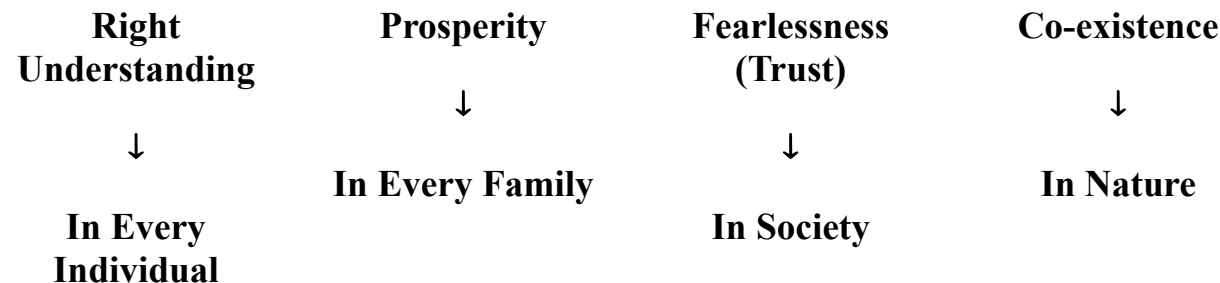 Right
Understanding
↓
In Every
Individual
Prosperity
↓
In Every Family
Fearlessness
(Trust)
↓
In Society
Co-existence
↓
In Nature